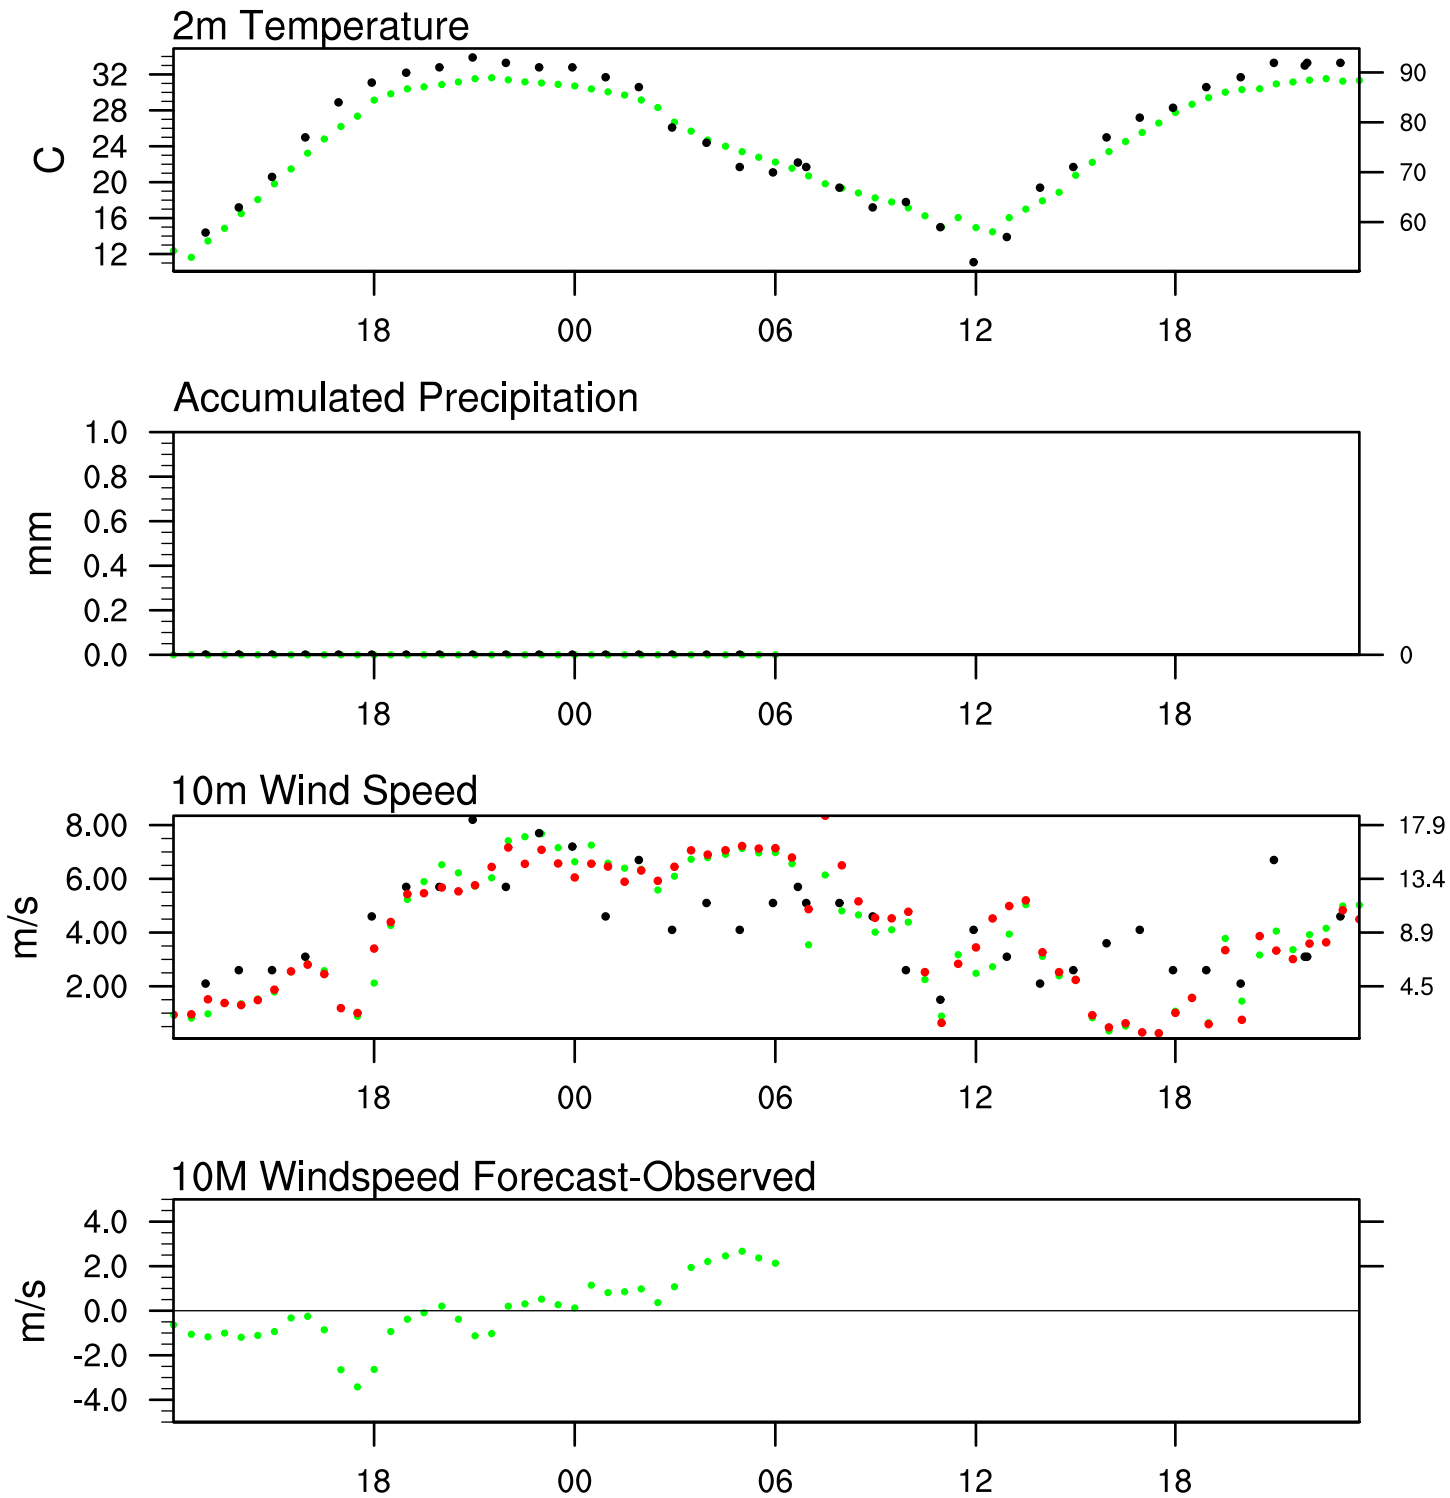 2m Temperature
32 90
28
80
24
C
70
20
16
60
12
18 00 06 12 18
Accumulated Precipitation
1.0
0.8
0.6
mm
0.4
0.2
0.0 0
18 00 06 12 18
10m Wind Speed
8.00 17.9
6.00 13.4
m/s
4.00 8.9
2.00 4.5
18 00 06 12 18
10M Windspeed Forecast-Observed
4.0
2.0
m/s
0.0
-2.0
-4.0
18 00 06 12 18